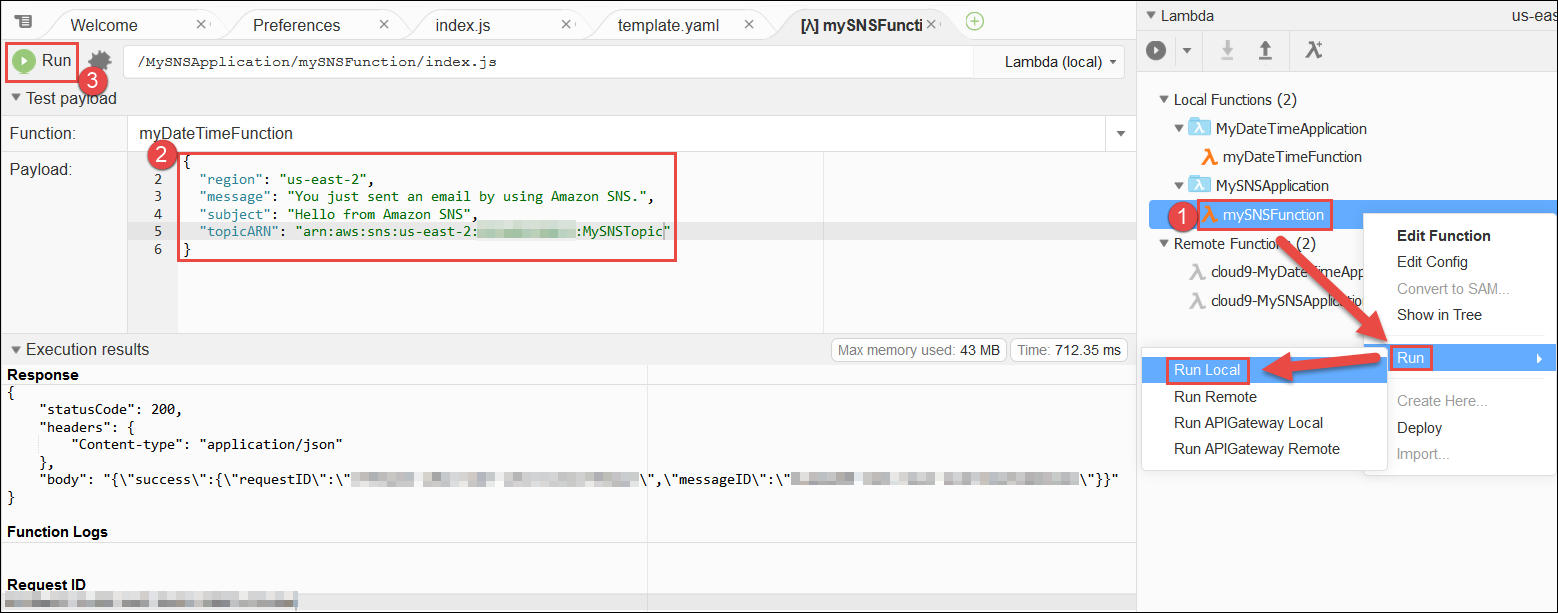 Welcome
Preferences
index.js
template.yaml
[λ] mySNSFuncti
Run
3
/MySNSApplication/mySNSFunction/index.js
Lambda (local)
Test payload
Function:
myDateTimeFunction
Payload:
2
{
2 "region": "us-east-2",
3 "message": "You just sent an email by using Amazon SNS.",
4 "subject": "Hello from Amazon SNS",
5 "topicARN": "arn:aws:sns:us-east-2: :MySNSTopic"
6 }
Execution results
Max memory used: 43 MB
Time: 712.35 ms
Response
{
"statusCode": 200,
"headers": {
"Content-type": "application/json"
},
"body": "{\"success\":{\"requestID\":\" \",\"messageID\":\" \"}}"
}
Function Logs
Request ID
Lambda
us-eas
Local Functions (2)
MyDateTimeApplication
myDateTimeFunction
MySNSApplication
1
mySNSFunction
Remote Functions (2)
cloud9-MyDateTimeApp
cloud9-MySNSApplicatio
Edit Function
Edit Config
Convert to SAM...
Show in Tree
Run
Create Here...
Deploy
Import...
Run Local
Run Remote
Run APIGateway Local
Run APIGateway Remote